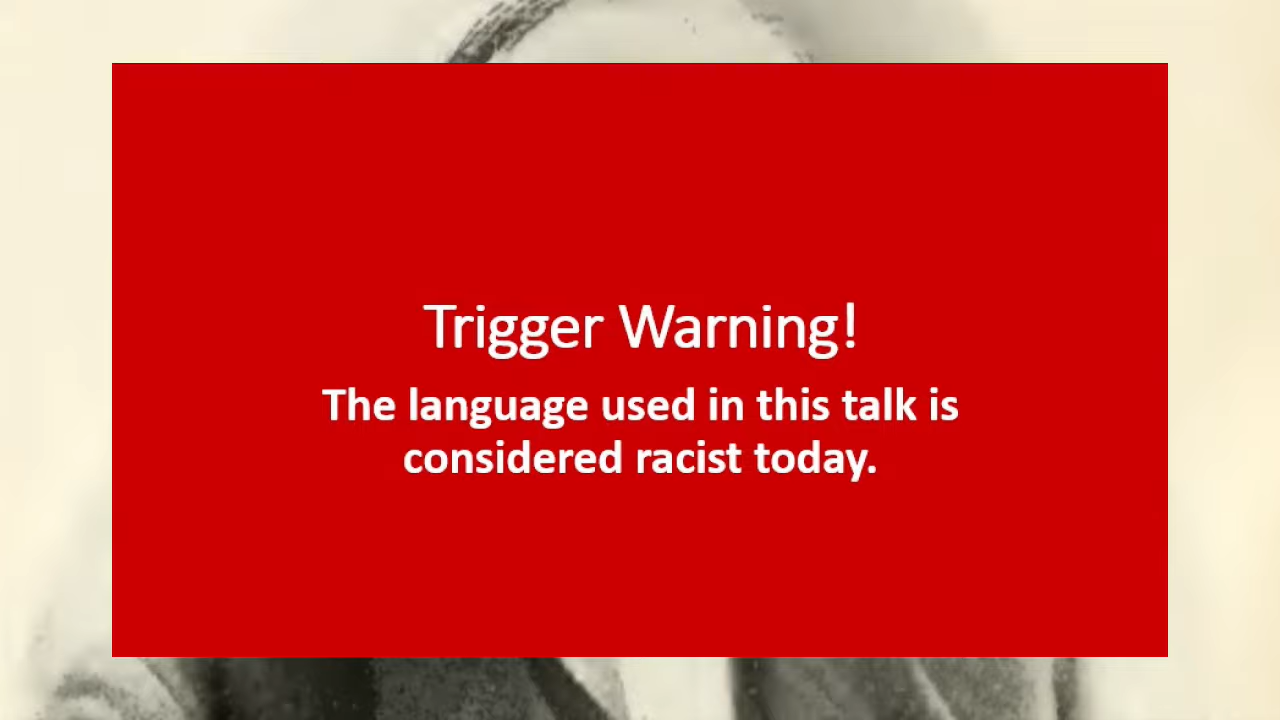 Trigger Warning!
The language used in this talk is
considered racist today.